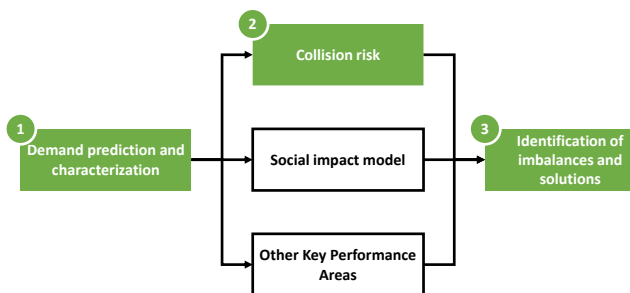 2
Collision risk
1
Demand prediction and
characterization
Social impact model
3
Identification of
imbalances and
solutions
Other Key Performance
Areas